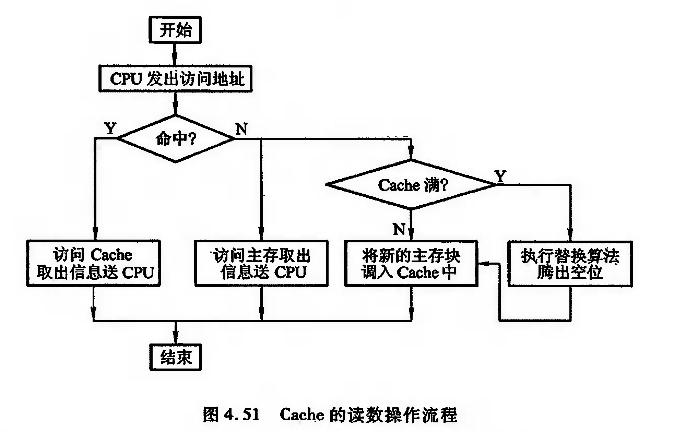 开始
CPU 发出访问地址
Y
命中?
N
Cache 满?
Y
N
访问 Cache
取出信息送 CPU
访问主存取出
信息送 CPU
将新的主存块
调入 Cache 中
执行替换算法
腾出空位
结束
图 4.51 Cache 的读数操作流程